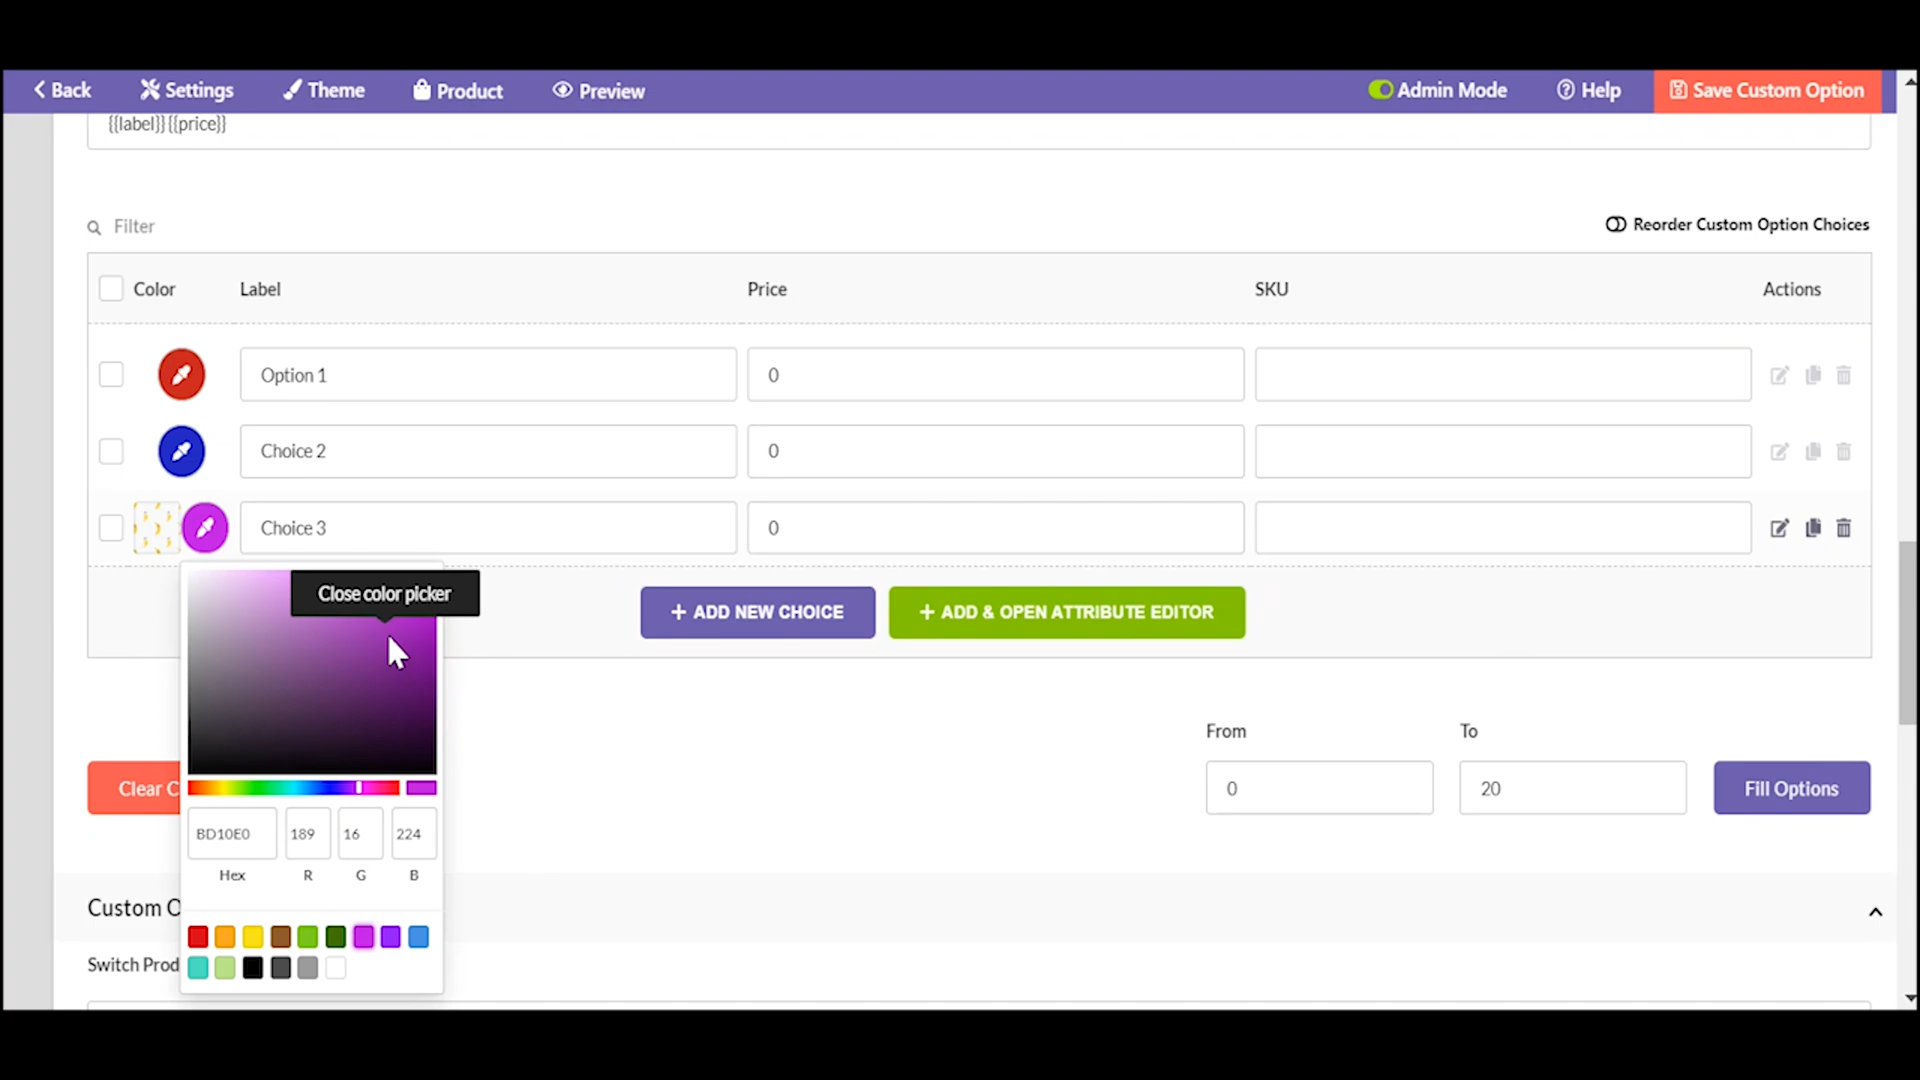 Back Settings Theme Product Preview Admin Mode Help Save Custom Option
{{label}} {{price}}
Filter Reorder Custom Option Choices
Color Label Price SKU Actions
Option 1 0
Choice 2 0
Choice 3 0
Close color picker
+ ADD NEW CHOICE + ADD & OPEN ATTRIBUTE EDITOR
From To
Clear C 0 20 Fill Options
BD10E0 189 16 224
Hex R G B
Custom O
Switch Prod